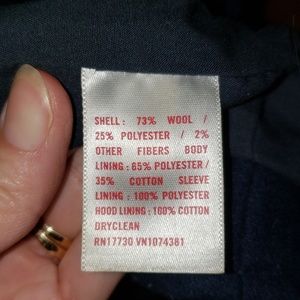 SHELL: 73% WOOL /
25% POLYESTER / 2%
OTHER FIBERS BODY
LINING:65% POLYESTER/
35% COTTON SLEEVE
LINING:100% POLYESTER
HOOD LINING:100% COTTON
DRYCLEAN
RN17730 VN1074381